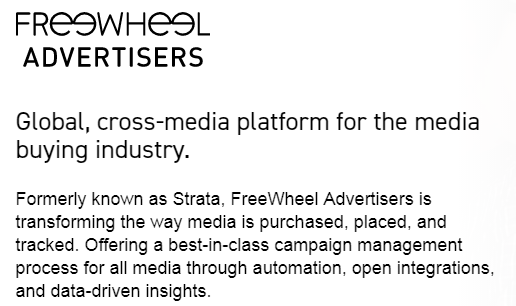 FREEWHEEL
ADVERTISERS
Global, cross-media platform for the media
buying industry.
Formerly known as Strata, FreeWheel Advertisers is
transforming the way media is purchased, placed, and
tracked. Offering a best-in-class campaign management
process for all media through automation, open integrations,
and data-driven insights.